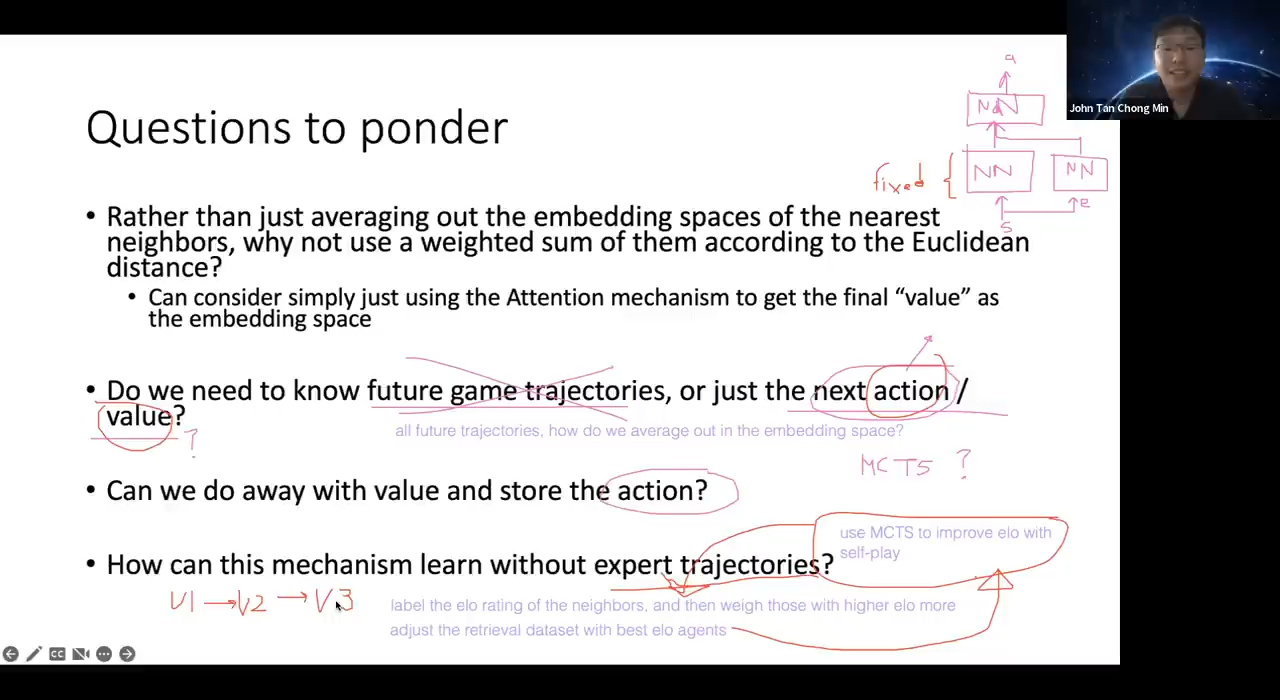 John Tan Chong Min
Questions to ponder
a
NN
NN
NN
fixed
s
e
• Rather than just averaging out the embedding spaces of the nearest
neighbors, why not use a weighted sum of them according to the Euclidean
distance?
• Can consider simply just using the Attention mechanism to get the final “value” as
the embedding space
• Do we need to know future game trajectories, or just the next action /
value?
?
all future trajectories, how do we average out in the embedding space?
MCTS ?
• Can we do away with value and store the action?
use MCTS to improve elo with
self-play
• How can this mechanism learn without expert trajectories?
V1 → V2 → V3
label the elo rating of the neighbors, and then weigh those with higher elo more
adjust the retrieval dataset with best elo agents
CC